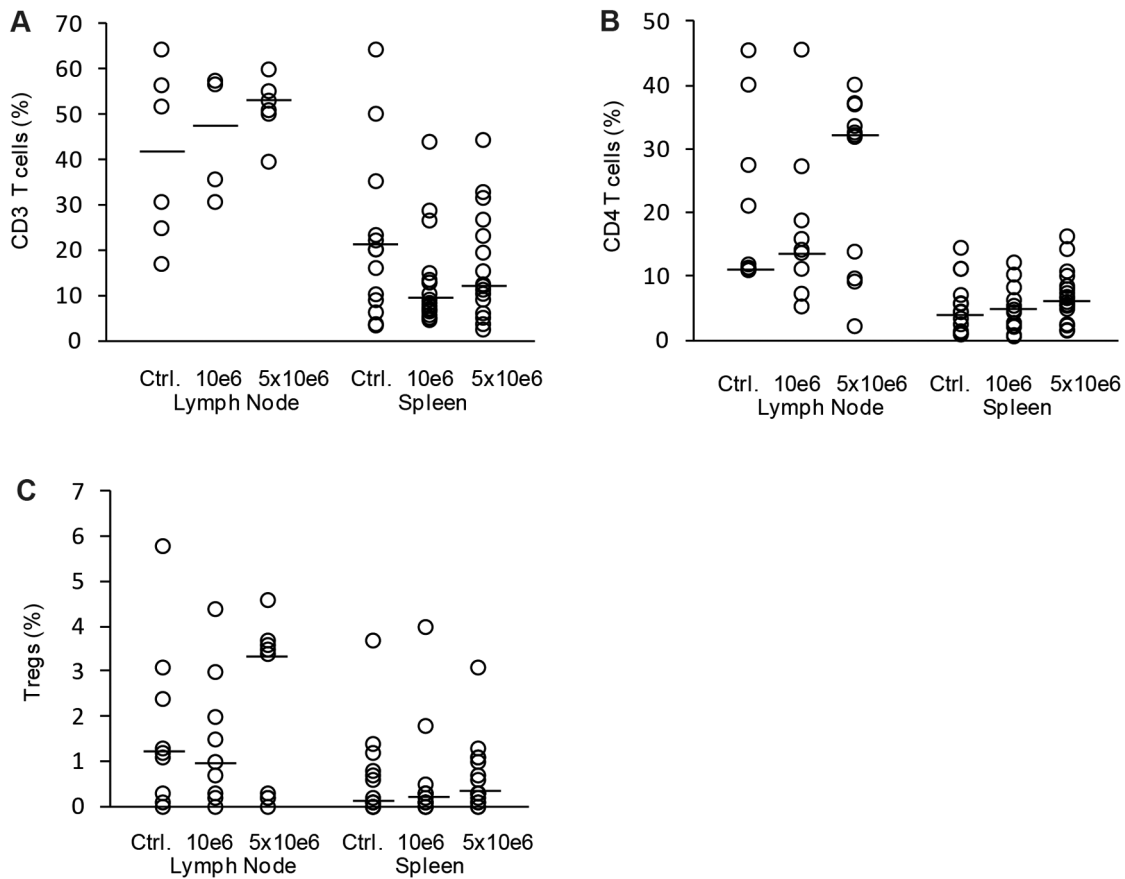 A
CD3 T cells (%)
70
60
50
40
30
20
10
0
Ctrl. 10e6 5x10e6 Ctrl. 10e6 5x10e6
Lymph Node Spleen
B
CD4 T cells (%)
50
40
30
20
10
0
Ctrl. 10e6 5x10e6 Ctrl. 10e6 5x10e6
Lymph Node Spleen
C
Tregs (%)
7
6
5
4
3
2
1
0
Ctrl. 10e6 5x10e6 Ctrl. 10e6 5x10e6
Lymph Node Spleen